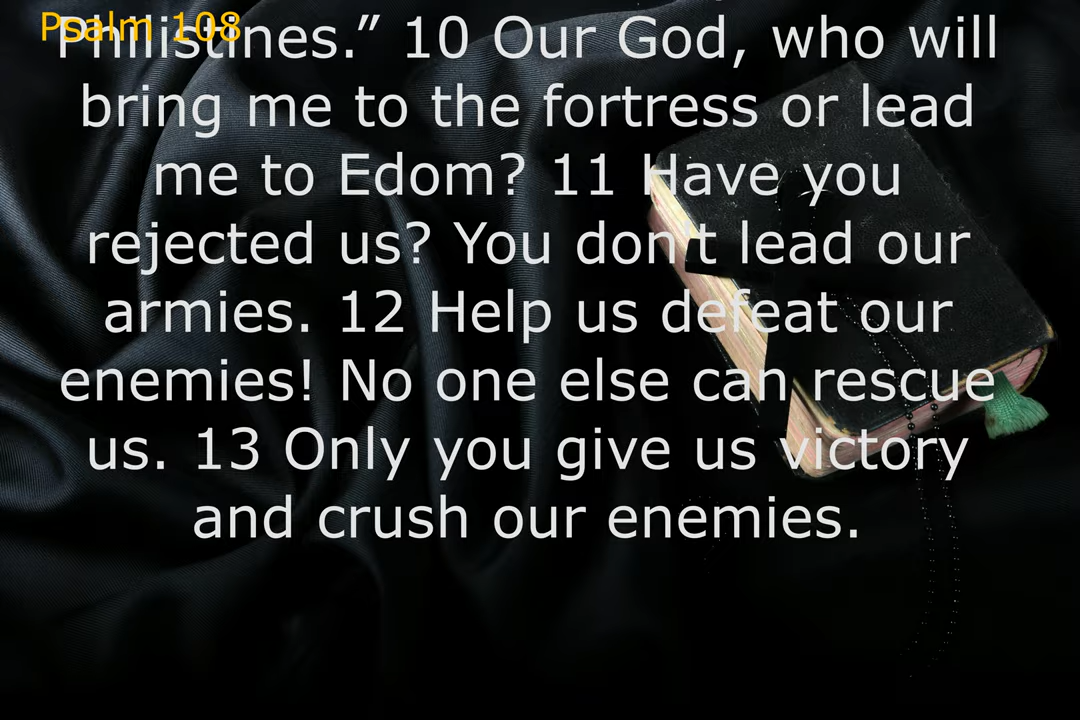 Psalm 108
Philistines.” 10 Our God, who will
bring me to the fortress or lead
me to Edom? 11 Have you
rejected us? You don't lead our
armies. 12 Help us defeat our
enemies! No one else can rescue
us. 13 Only you give us victory
and crush our enemies.